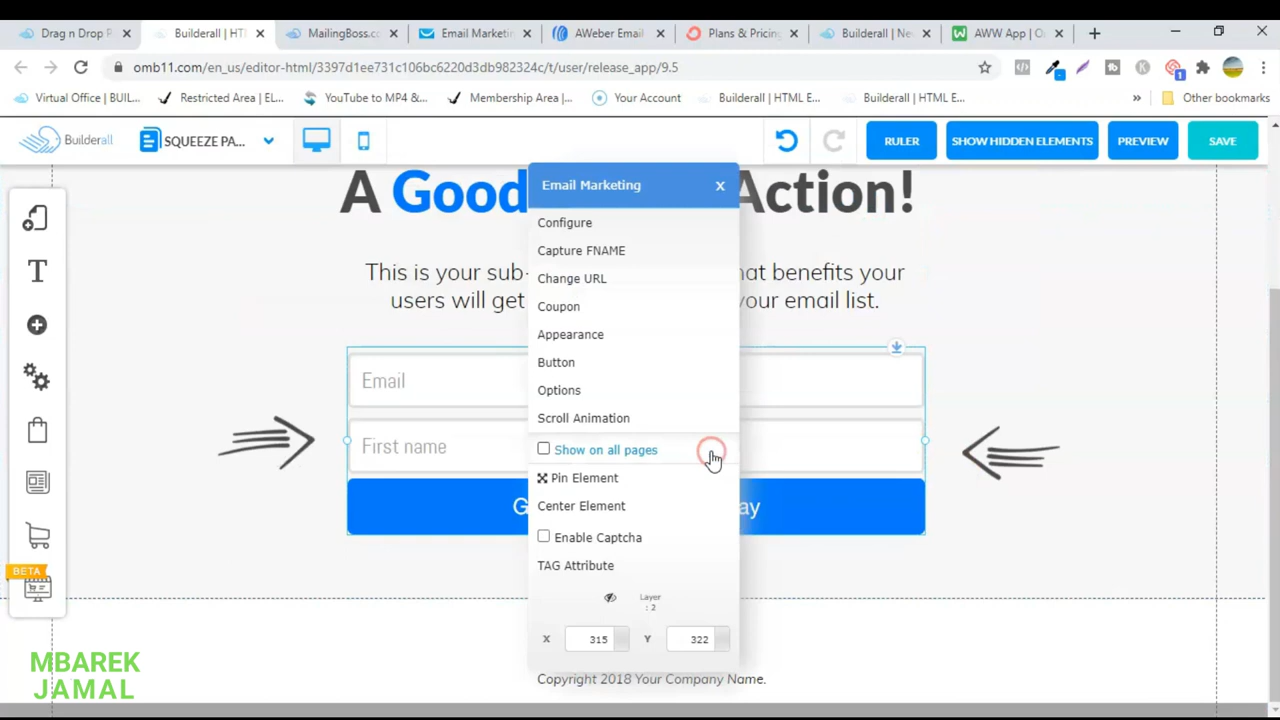 Drag n Drop P
Builderall | HT
MailingBoss.c
Email Marketin
AWeber Email
Plans & Pricing
Builderall | Ne
AWW App | O
omb11.com/en_us/editor-html/3397d1ee731c106bc6220d3db982324c/t/user/release_app/9.5
Virtual Office | BUIL...
Restricted Area | EL...
YouTube to MP4 &...
Membership Area |...
Your Account
Builderall | HTML E...
Builderall | HTML E...
Other bookmarks
Builderall
SQUEEZE PA...
RULER
SHOW HIDDEN ELEMENTS
PREVIEW
SAVE
A Good
Action!
Email Marketing
X
Configure
Capture FNAME
Change URL
Coupon
Appearance
Button
Options
Scroll Animation
Show on all pages
Pin Element
Center Element
Enable Captcha
TAG Attribute
Layer
: 2
X 315 Y 322
This is your sub-
hat benefits your
users will get
your email list.
Email
First name
G
ay
BETA
Copyright 2018 Your Company Name.
MBAREK
JAMAL